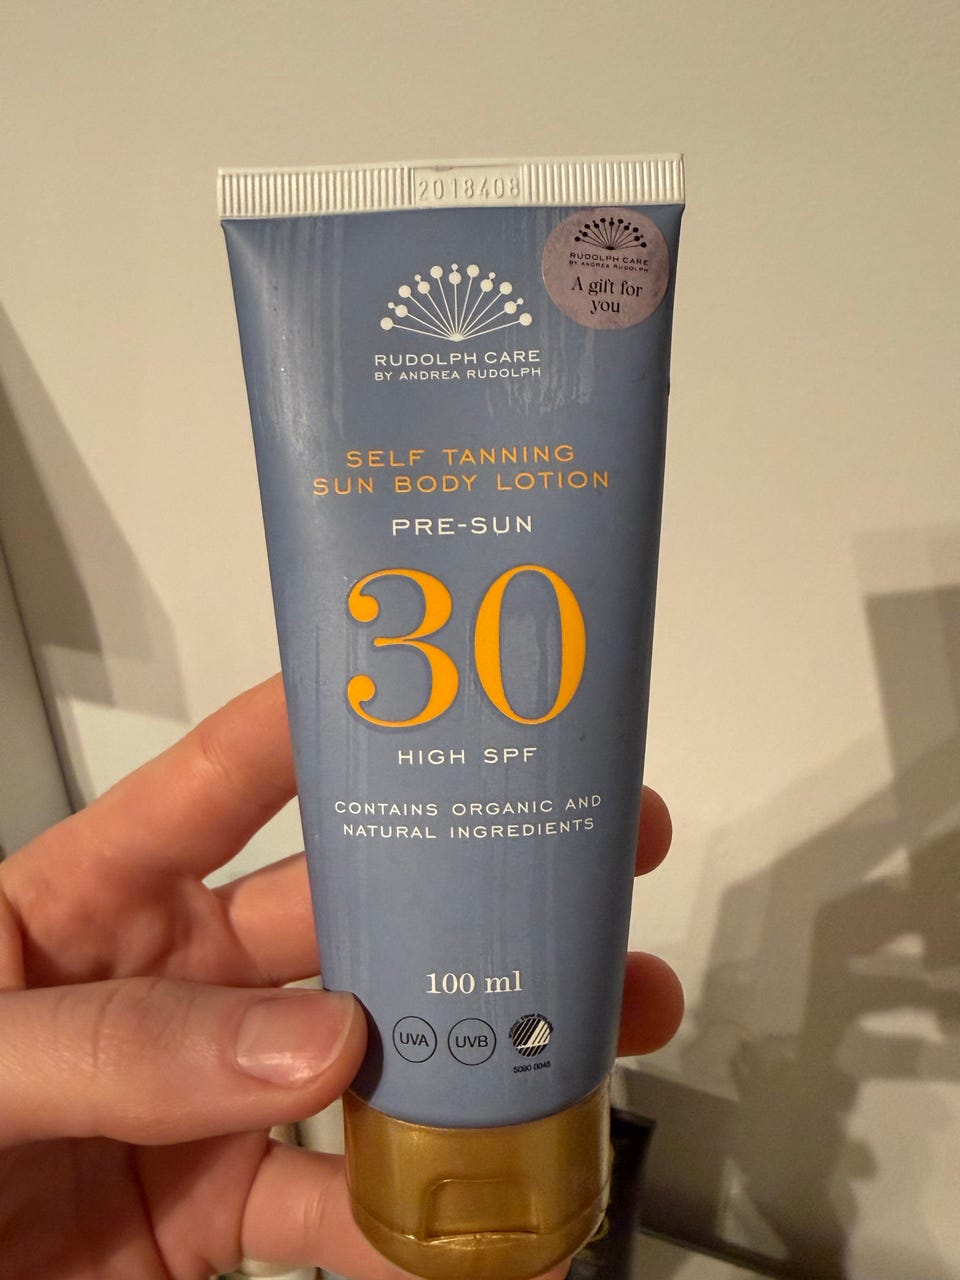 2018408
RUDOLPH CARE
BY ANDREA RUDOLPH
A gift for
you
RUDOLPH CARE
BY ANDREA RUDOLPH
SELF TANNING
SUN BODY LOTION
PRE-SUN
30
HIGH SPF
CONTAINS ORGANIC AND
NATURAL INGREDIENTS
100 ml
UVA UVB
5090 0045